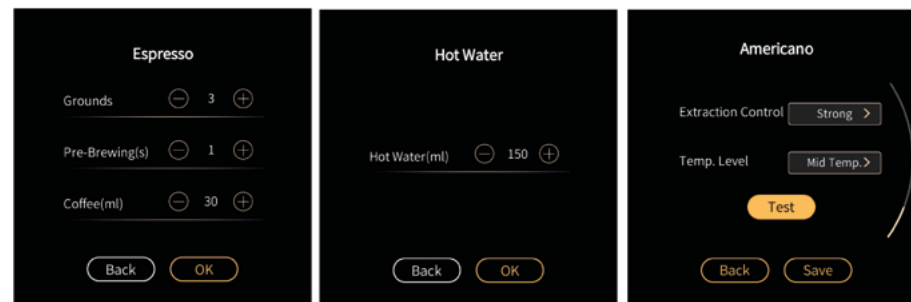 Espresso
Grounds 3
Pre-Brewing(s) 1
Coffee(ml) 30
Back OK
Hot Water
Hot Water(ml) 150
Back OK
Americano
Extraction Control Strong >
Temp. Level Mid Temp.>
Test
Back Save